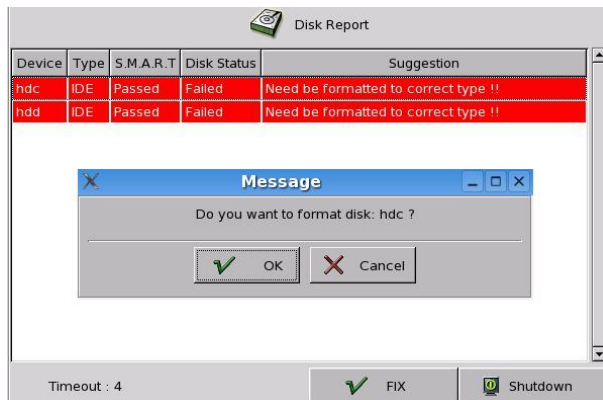 Disk Report
Device Type S.M.A.R.T Disk Status Suggestion
hdc IDE Passed Failed Need be formatted to correct type !!
hdd IDE Passed Failed Need be formatted to correct type !!
Message
Do you want to format disk: hdc ?
OK Cancel
Timeout : 4 FIX Shutdown